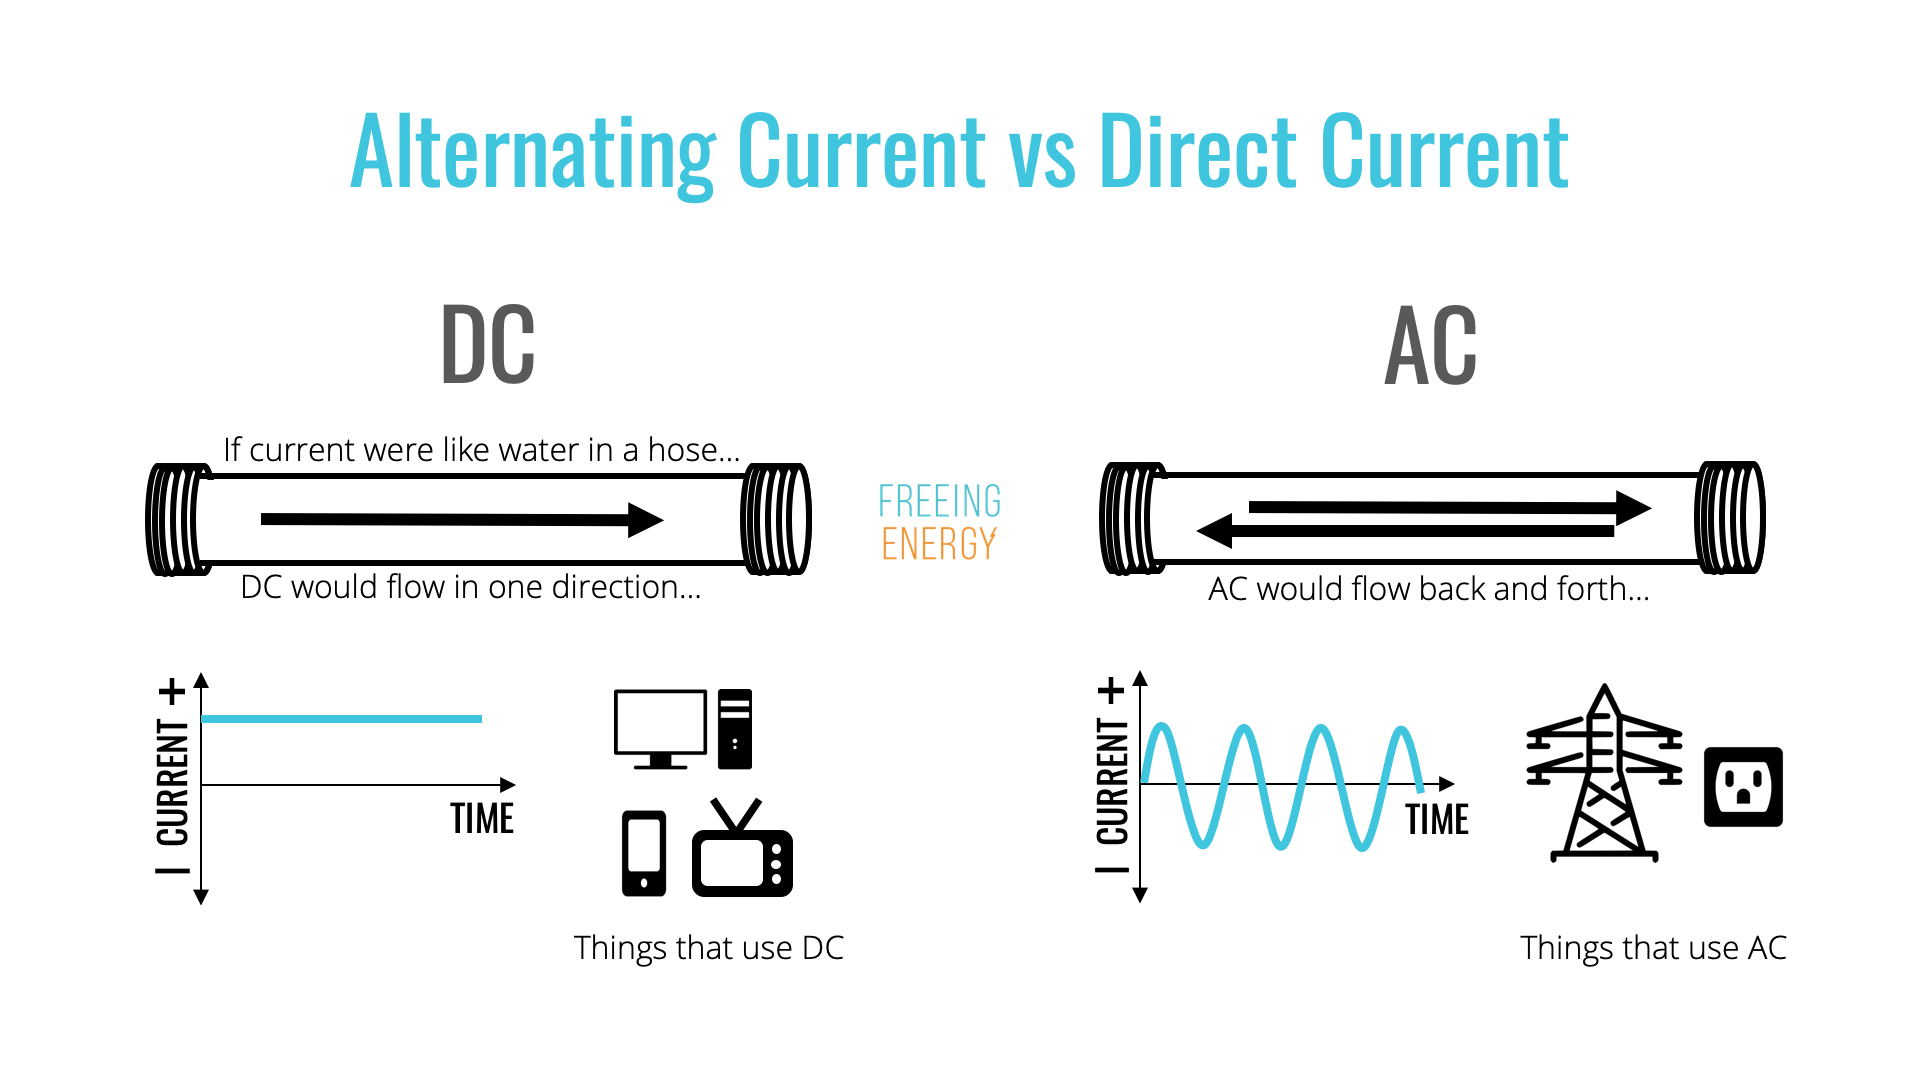 Alternating Current vs Direct Current
DC
If current were like water in a hose...
DC would flow in one direction...
— CURRENT +
TIME
Things that use DC
FREEING
ENERGY
AC
AC would flow back and forth...
— CURRENT +
TIME
Things that use AC